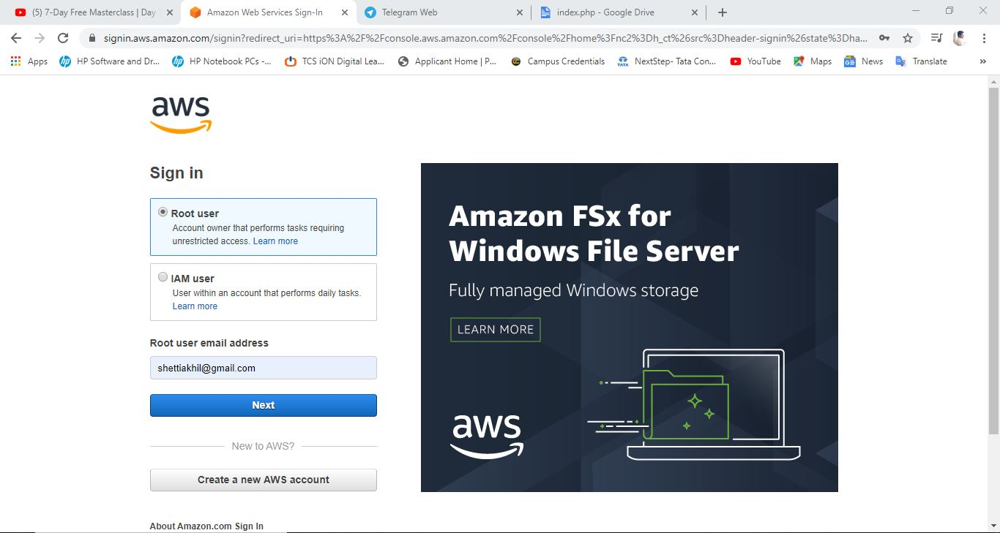 (5) 7-Day Free Masterclass | Day
Amazon Web Services Sign-In
Telegram Web
index.php - Google Drive
signin.aws.amazon.com/signin?redirect_uri=https%3A%2F%2Fconsole.aws.amazon.com%2Fconsole%2Fhome%3Fnc2%3Dh_ct%26src%3Dheader-signin%26state%3Dha...
Apps
HP Software and Dr...
HP Notebook PCs -...
TCS iON Digital Lea...
Applicant Home | P...
Campus Credentials
NextStep- Tata Con...
YouTube
Maps
News
Translate
»
aws
Sign in
Root user
Account owner that performs tasks requiring
unrestricted access. Learn more
IAM user
User within an account that performs daily tasks.
Learn more
Root user email address
shettiakhil@gmail.com
Next
New to AWS?
Create a new AWS account
About Amazon.com Sign In
Amazon FSx for
Windows File Server
Fully managed Windows storage
LEARN MORE
aws